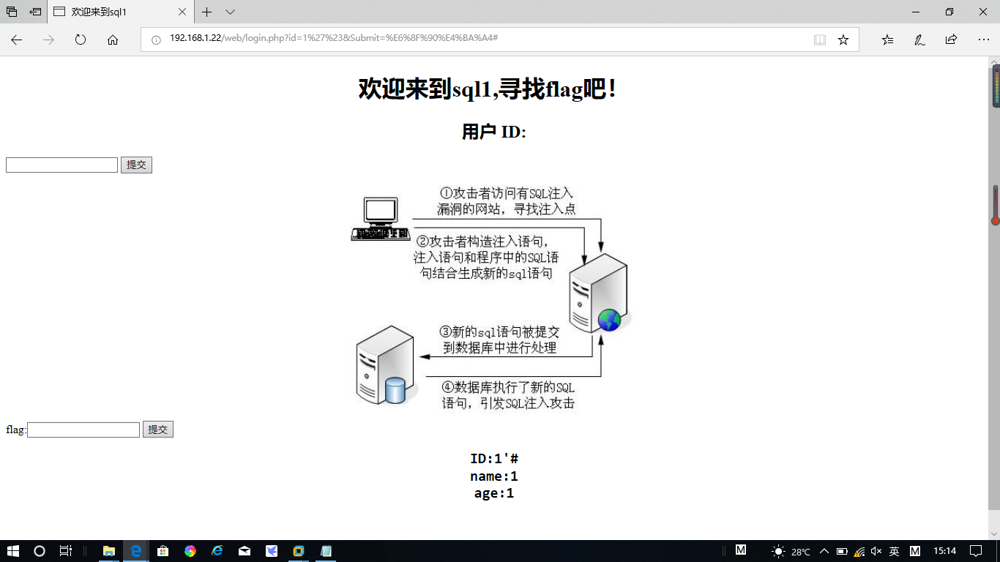 欢迎来到sql1
192.168.1.22/web/login.php?id=1%27%23&Submit=%E6%8F%90%E4%BA%A4#
欢迎来到sql1,寻找flag吧！
用户 ID:
提交
①攻击者访问有SQL注入
漏洞的网站，寻找注入点
②攻击者构造注入语句，
注入语句和程序中的SQL语
句结合生成新的sql语句
③新的sql语句被提交
到数据库中进行处理
④数据库执行了新的SQL
语句，引发SQL注入攻击
flag:
提交
ID:1'#
name:1
age:1
M
28°C
英
M
15:14